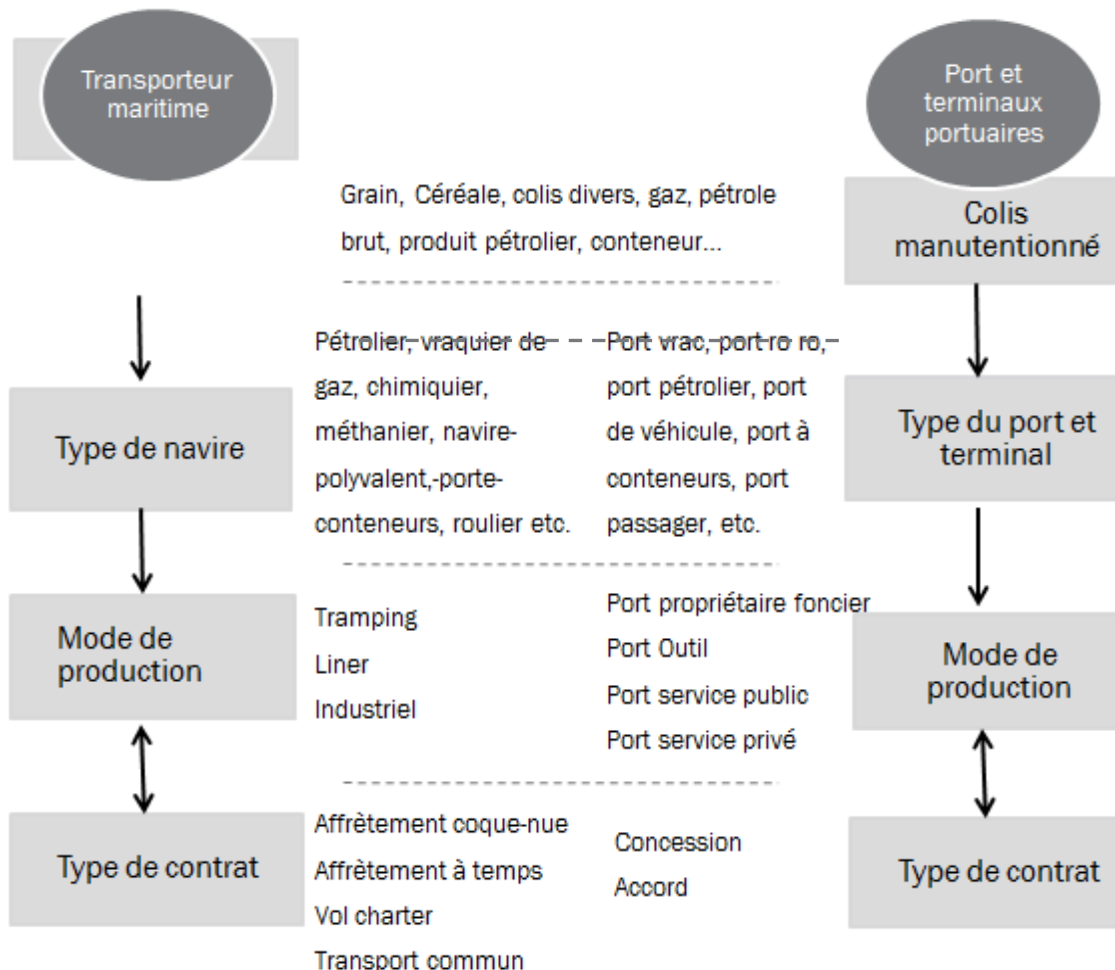 Transporteur
maritime
Port et
terminaux
portuaires
Grain, Céréale, colis divers, gaz, pétrole
brut, produit pétrolier, conteneur...
Colis
manutentionné
Type de navire
Pétrolier, vraquier de
gaz, chimiquier,
méthanier, navire-
polyvalent,-porte-
conteneurs, roulier etc.
Port vrac, port ro ro,
port pétrolier, port
de véhicule, port à
conteneurs, port
passager, etc.
Type du port et
terminal
Mode de
production
Tramping
Liner
Industriel
Port propriétaire foncier
Port Outil
Port service public
Port service privé
Mode de
production
Type de contrat
Affrètement coque-nue
Affrètement à temps
Vol charter
Transport commun
Concession
Accord
Type de contrat